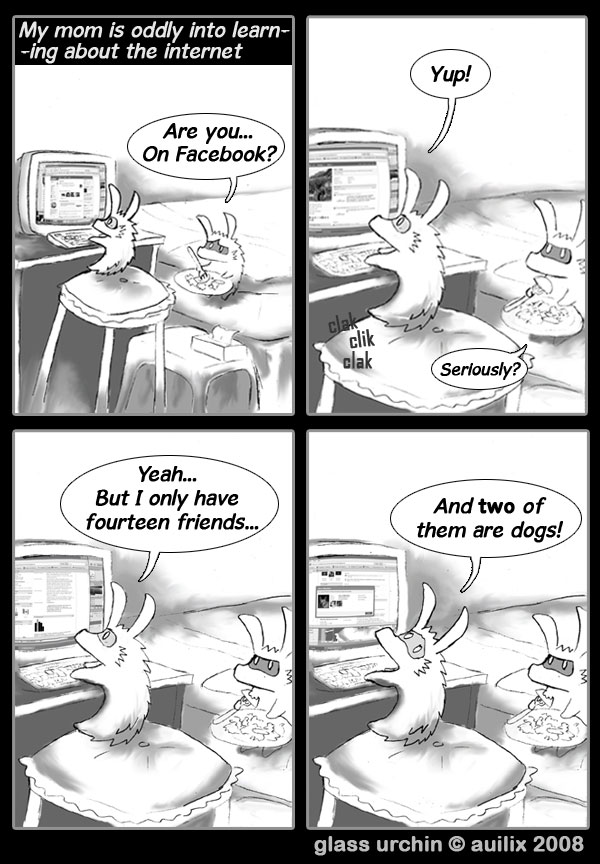 My mom is oddly into learn-
-ing about the internet
Are you...
On Facebook?
Yup!
clak
clik
clak
Seriously?
Yeah...
But I only have
fourteen friends...
And two of
them are dogs!
glass urchin © auilix 2008